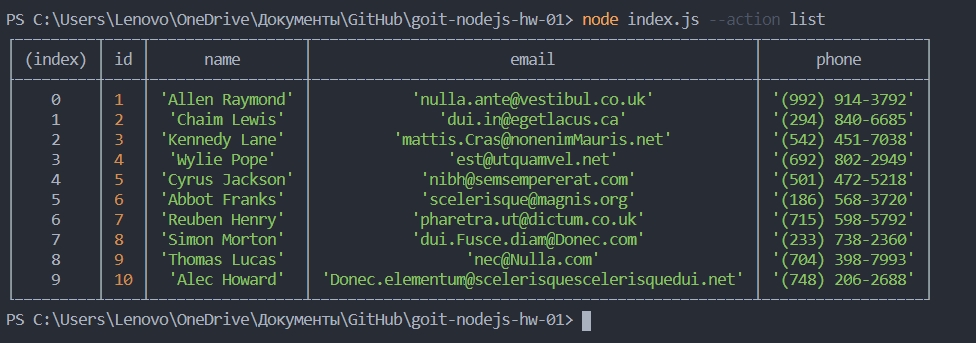 PS C:\Users\Lenovo\OneDrive\Документы\GitHub\goit-nodejs-hw-01> node index.js --action list
(index) id name email phone
0 1 'Allen Raymond' 'nulla.ante@vestibul.co.uk' '(992) 914-3792'
1 2 'Chaim Lewis' 'dui.in@egetlacus.ca' '(294) 840-6685'
2 3 'Kennedy Lane' 'mattis.Cras@nonenimMauris.net' '(542) 451-7038'
3 4 'Wylie Pope' 'est@utquamvel.net' '(692) 802-2949'
4 5 'Cyrus Jackson' 'nibh@semsempererat.com' '(501) 472-5218'
5 6 'Abbot Franks' 'scelerisque@magnis.org' '(186) 568-3720'
6 7 'Reuben Henry' 'pharetra.ut@dictum.co.uk' '(715) 598-5792'
7 8 'Simon Morton' 'dui.Fusce.diam@Donec.com' '(233) 738-2360'
8 9 'Thomas Lucas' 'nec@Nulla.com' '(704) 398-7993'
9 10 'Alec Howard' 'Donec.elementum@scelerisquescelerisquedui.net' '(748) 206-2688'
PS C:\Users\Lenovo\OneDrive\Документы\GitHub\goit-nodejs-hw-01>